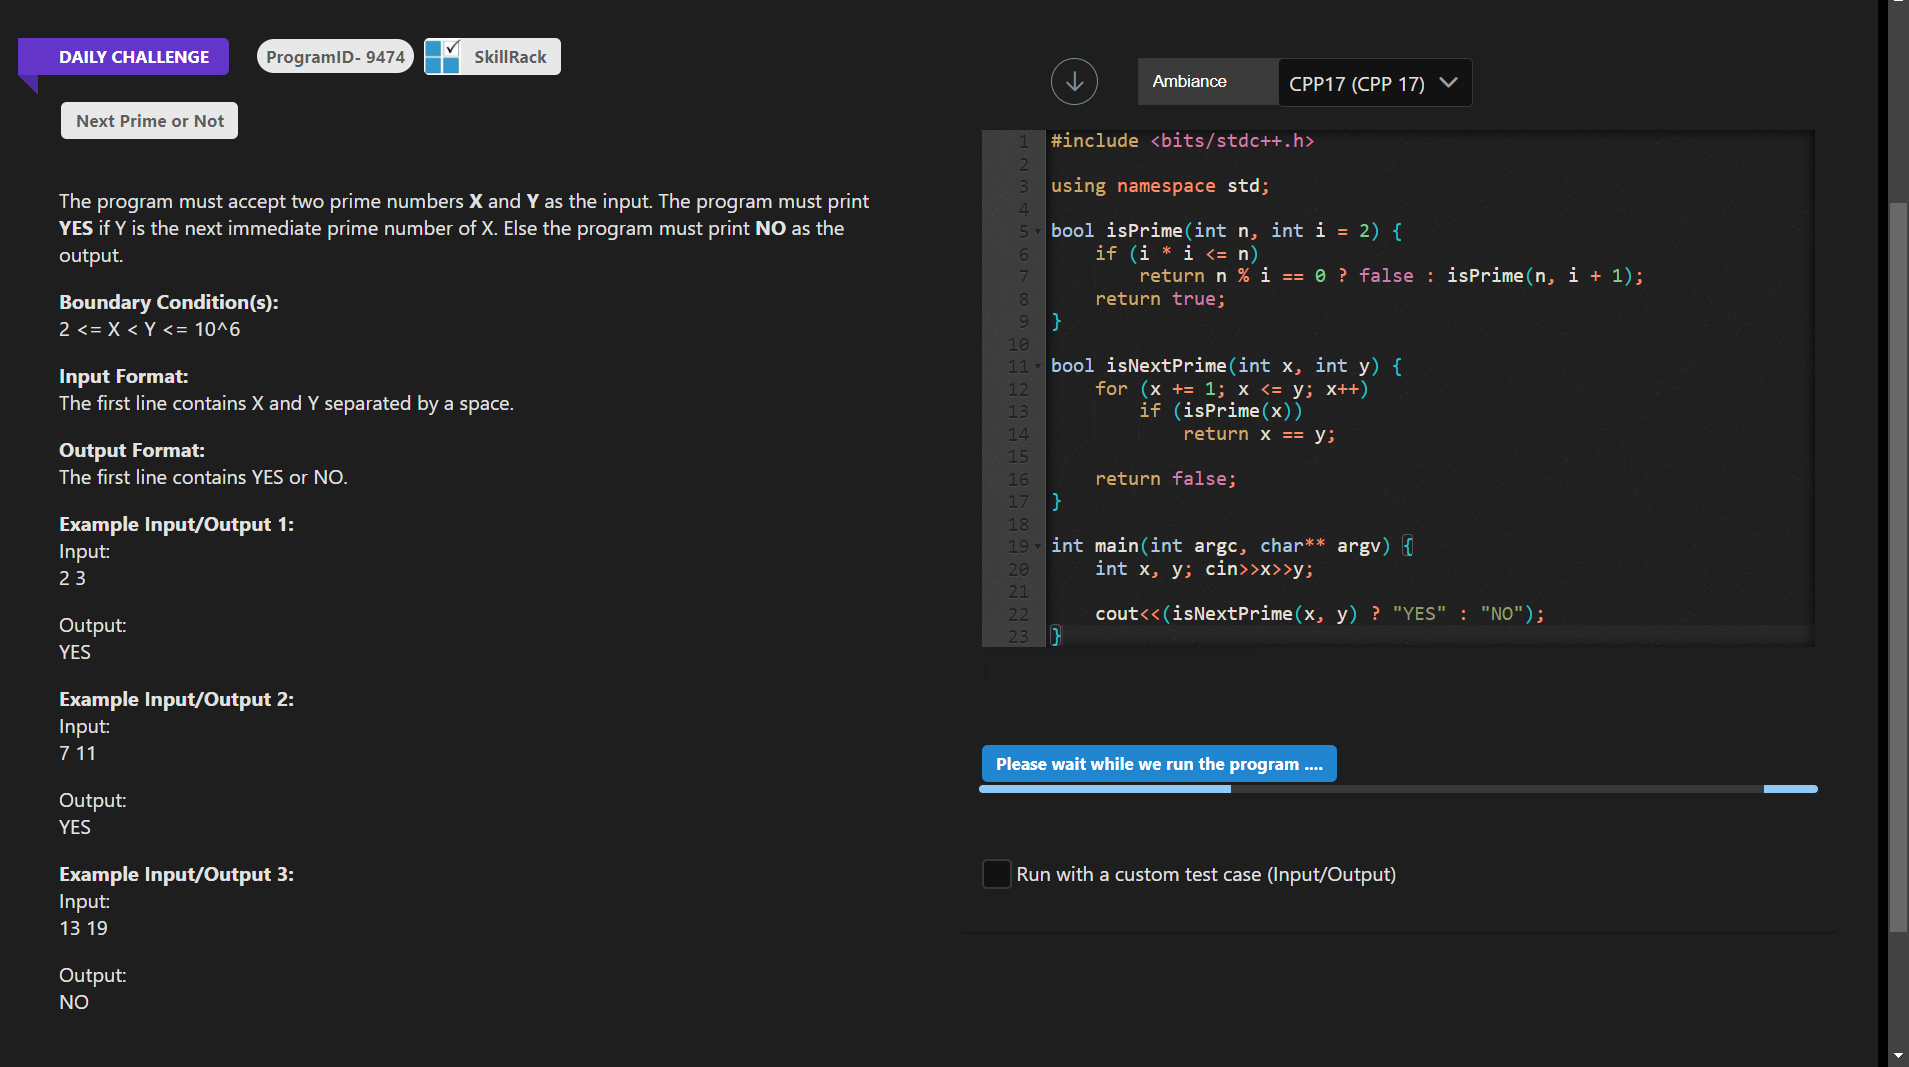 DAILY CHALLENGE
ProgramID- 9474
SkillRack
Next Prime or Not
The program must accept two prime numbers X and Y as the input. The program must print
YES if Y is the next immediate prime number of X. Else the program must print NO as the
output.
Boundary Condition(s):
2 <= X < Y <= 10^6
Input Format:
The first line contains X and Y separated by a space.
Output Format:
The first line contains YES or NO.
Example Input/Output 1:
Input:
2 3
Output:
YES
Example Input/Output 2:
Input:
7 11
Output:
YES
Example Input/Output 3:
Input:
13 19
Output:
NO
Ambiance
CPP17 (CPP 17)
1 #include <bits/stdc++.h>
2
3 using namespace std;
4
5 bool isPrime(int n, int i = 2) {
6     if (i * i <= n)
7         return n % i == 0 ? false : isPrime(n, i + 1);
8     return true;
9 }
10
11 bool isNextPrime(int x, int y) {
12     for (x += 1; x <= y; x++)
13         if (isPrime(x))
14             return x == y;
15
16     return false;
17 }
18
19 int main(int argc, char** argv) {
20     int x, y; cin>>x>>y;
21
22     cout<<(isNextPrime(x, y) ? "YES" : "NO");
23 }
Please wait while we run the program ....
Run with a custom test case (Input/Output)